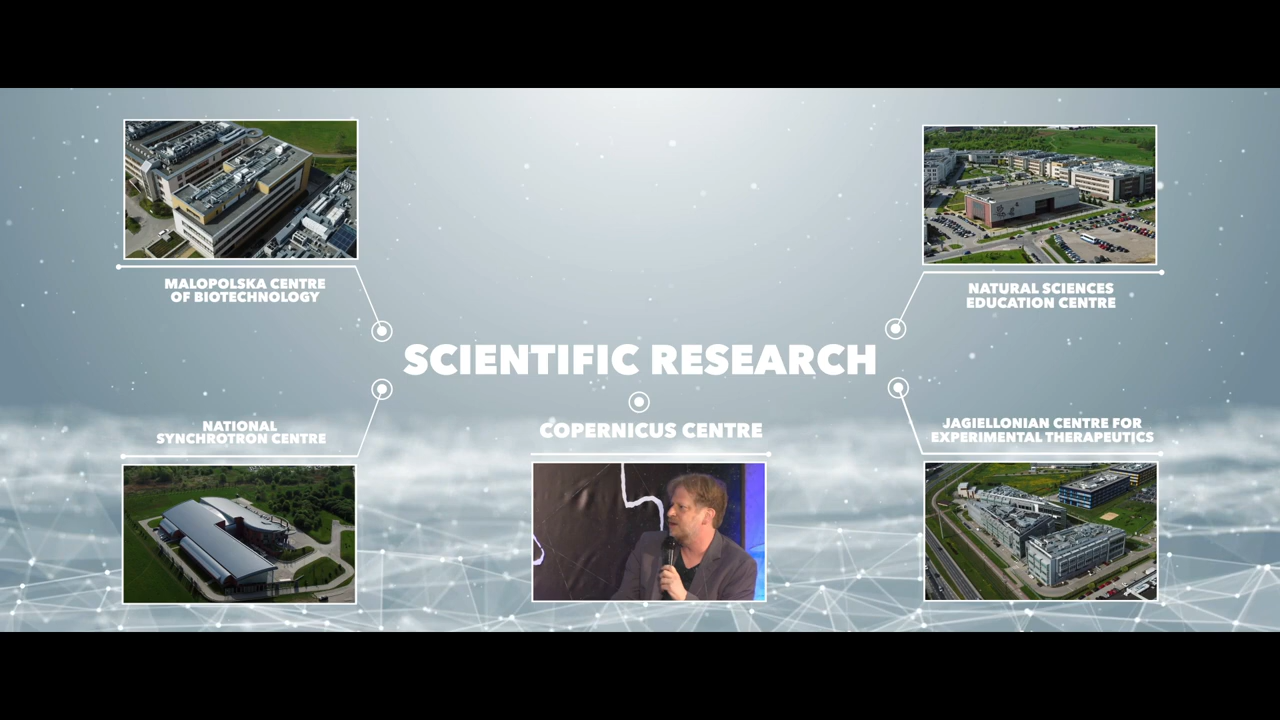 MALOPOLSKA CENTRE
OF BIOTECHNOLOGY
NATURAL SCIENCES
EDUCATION CENTRE
SCIENTIFIC RESEARCH
NATIONAL
SYNCHROTRON CENTRE
COPERNICUS CENTRE
JAGIELLONIAN CENTRE FOR
EXPERIMENTAL THERAPEUTICS